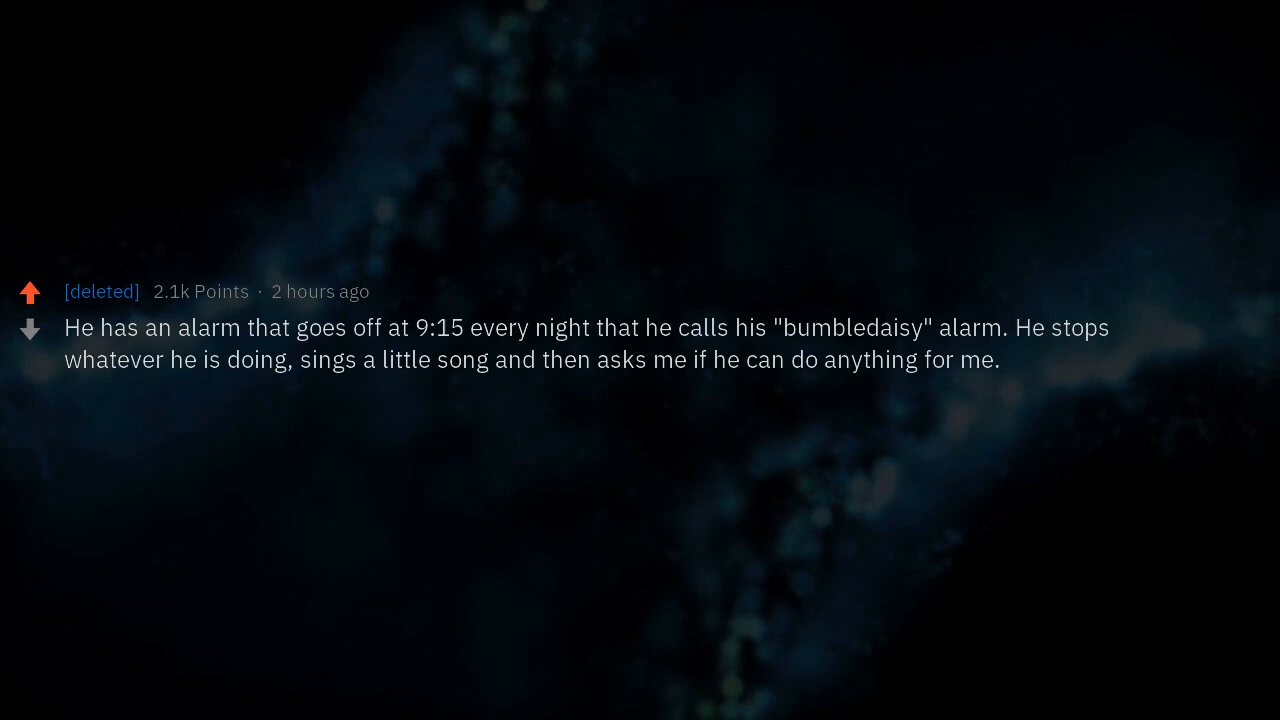 [deleted] 2.1k Points · 2 hours ago
He has an alarm that goes off at 9:15 every night that he calls his "bumbledaisy" alarm. He stops
whatever he is doing, sings a little song and then asks me if he can do anything for me.